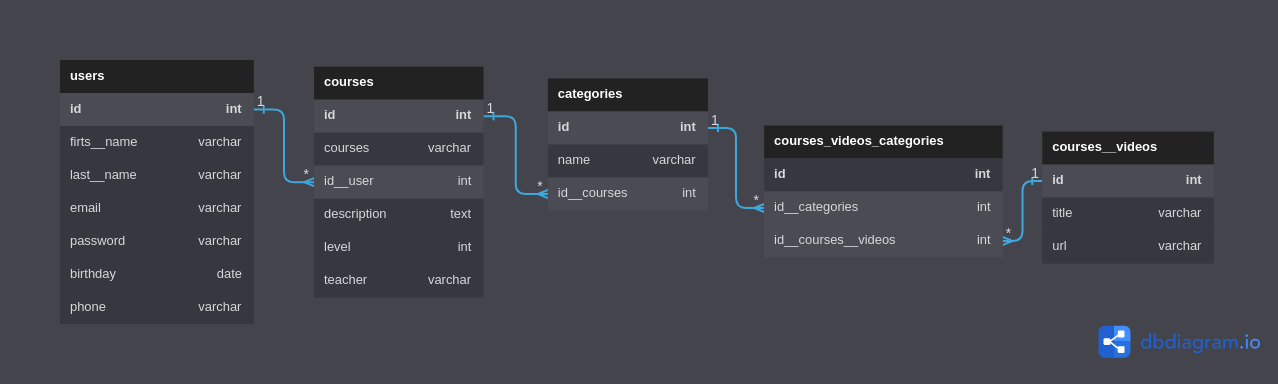 users
id int
firts__name varchar
last__name varchar
email varchar
password varchar
birthday date
phone varchar
1
*
courses
id int
courses varchar
id__user int
description text
level int
teacher varchar
1
*
categories
id int
name varchar
id__courses int
1
*
courses_videos_categories
id int
id__categories int
id__courses__videos int
*
1
courses__videos
id int
title varchar
url varchar
dbdiagram.io